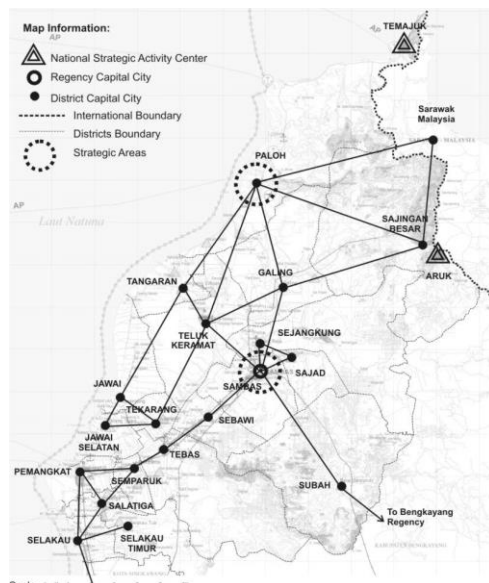 Map Information:
National Strategic Activity Center
Regency Capital City
District Capital City
International Boundary
Districts Boundary
Strategic Areas
AP
AP
AP
Laut Natuna
TEMAJUK
Sarawak
Malaysia
PALOH
SAJINGAN
BESAR
ARUK
GALING
TANGARAN
TELUK
KERAMAT
SEJANGKUNG
SAJAD
SAMBAS
JAWAI
TEKARANG
JAWAI
SELATAN
SEBAWI
TEBAS
PEMANGKAT
SEMPARUK
SALATIGA
SUBAH
SELAKAU
SELAKAU
TIMUR
To Bengkayang
Regency